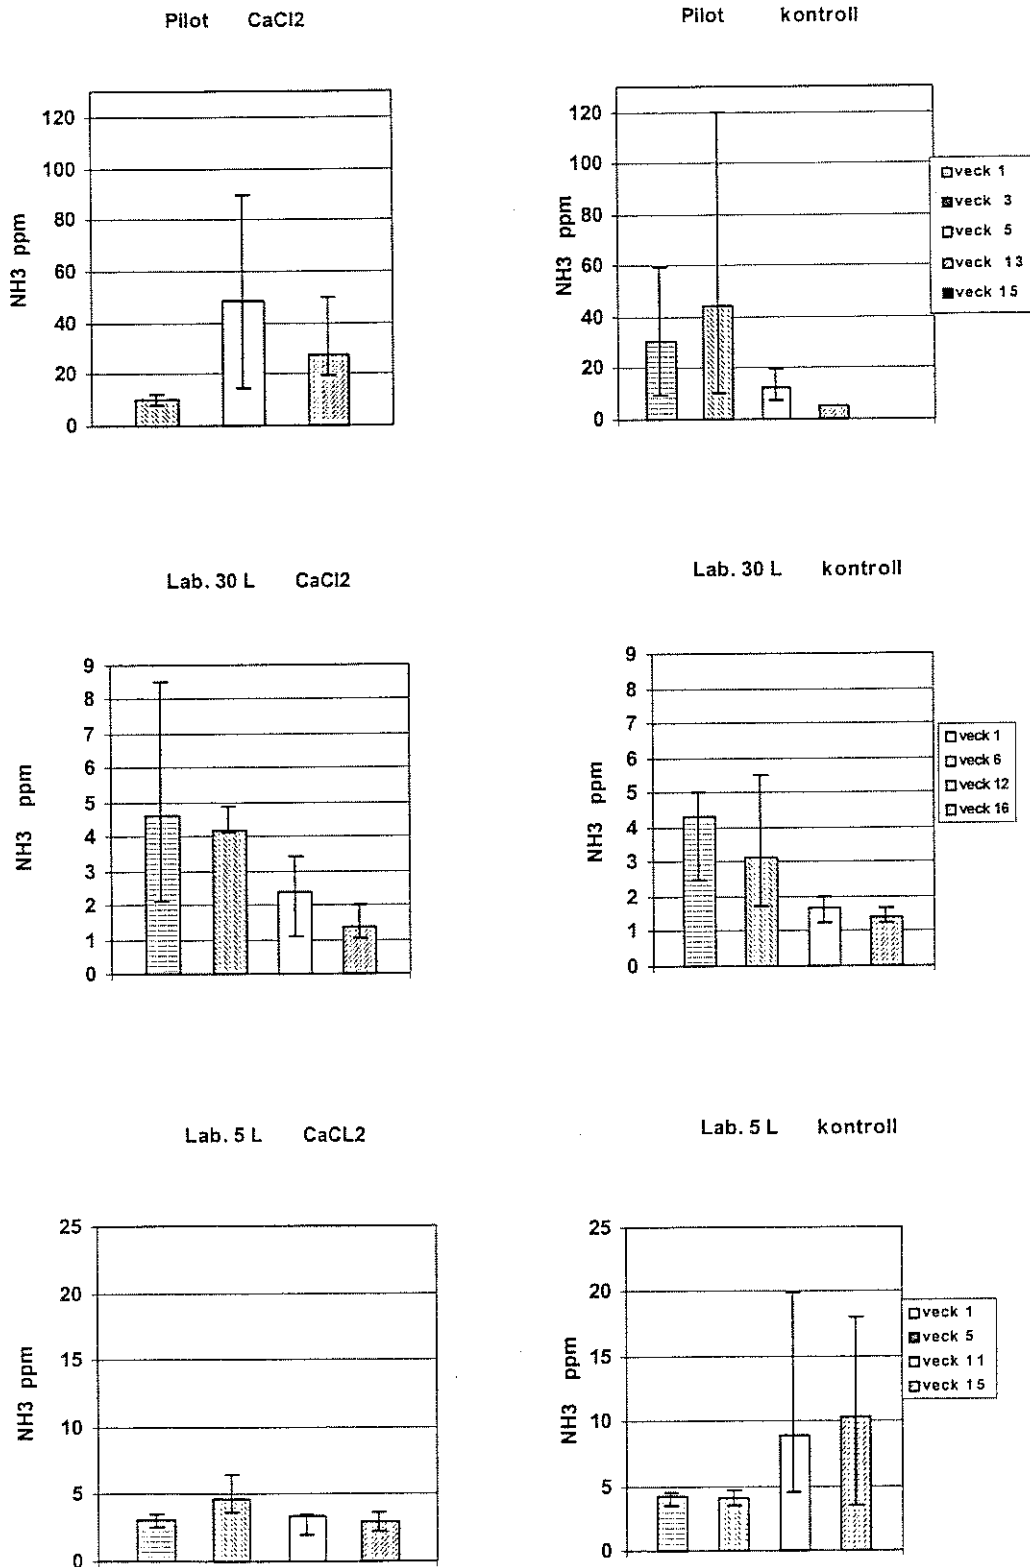 Pilot CaCl2
NH3 ppm
120
100
80
60
40
20
0
Pilot kontroll
NH3 ppm
120
100
80
60
40
20
0
veck 1
veck 3
veck 5
veck 13
veck 15
Lab. 30 L CaCl2
NH3 ppm
9
8
7
6
5
4
3
2
1
0
Lab. 30 L kontroll
NH3 ppm
9
8
7
6
5
4
3
2
1
0
veck 1
veck 6
veck 12
veck 16
Lab. 5 L CaCL2
NH3 ppm
25
20
15
10
5
0
Lab. 5 L kontroll
NH3 ppm
25
20
15
10
5
0
veck 1
veck 5
veck 11
veck 15